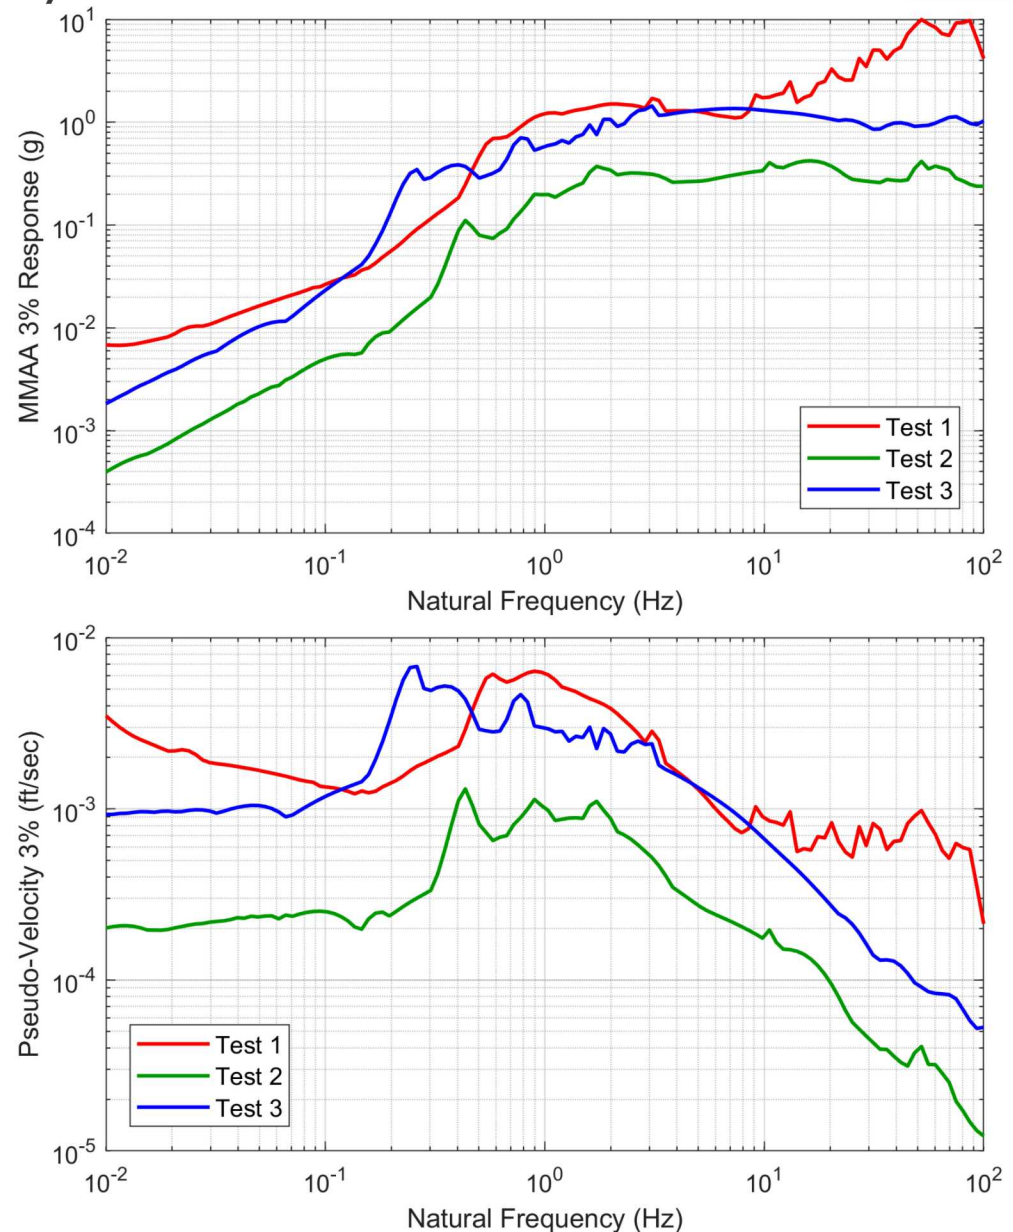 10^1
10^0
10^-1
10^-2
10^-3
10^-4
MMAA 3% Response (g)
Test 1
Test 2
Test 3
10^-2 10^-1 10^0 10^1 10^2
Natural Frequency (Hz)
10^-2
10^-3
10^-4
10^-5
Pseudo-Velocity 3% (ft/sec)
Test 1
Test 2
Test 3
10^-2 10^-1 10^0 10^1 10^2
Natural Frequency (Hz)